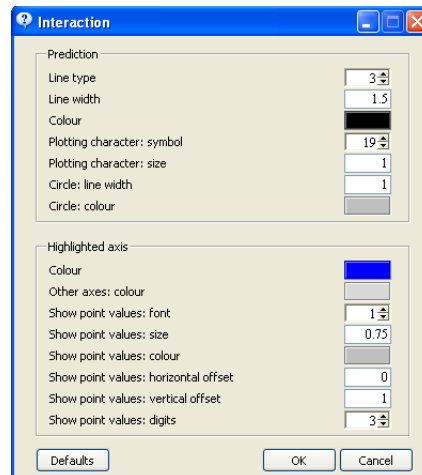 Interaction
Prediction
Line type 3
Line width 1.5
Colour
Plotting character: symbol 19
Plotting character: size 1
Circle: line width 1
Circle: colour
Highlighted axis
Colour
Other axes: colour
Show point values: font 1
Show point values: size 0.75
Show point values: colour
Show point values: horizontal offset 0
Show point values: vertical offset 1
Show point values: digits 3
Defaults OK Cancel